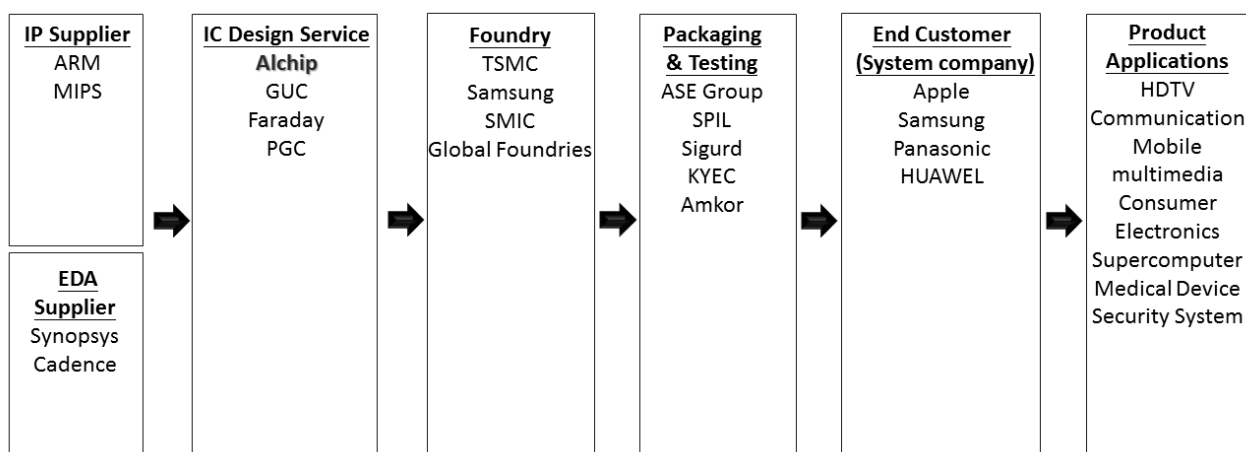 IP Supplier
ARM
MIPS
EDA
Supplier
Synopsys
Cadence
IC Design Service
Alchip
GUC
Faraday
PGC
Foundry
TSMC
Samsung
SMIC
Global Foundries
Packaging
& Testing
ASE Group
SPIL
Sigurd
KYEC
Amkor
End Customer
(System company)
Apple
Samsung
Panasonic
HUAWEL
Product
Applications
HDTV
Communication
Mobile
multimedia
Consumer
Electronics
Supercomputer
Medical Device
Security System